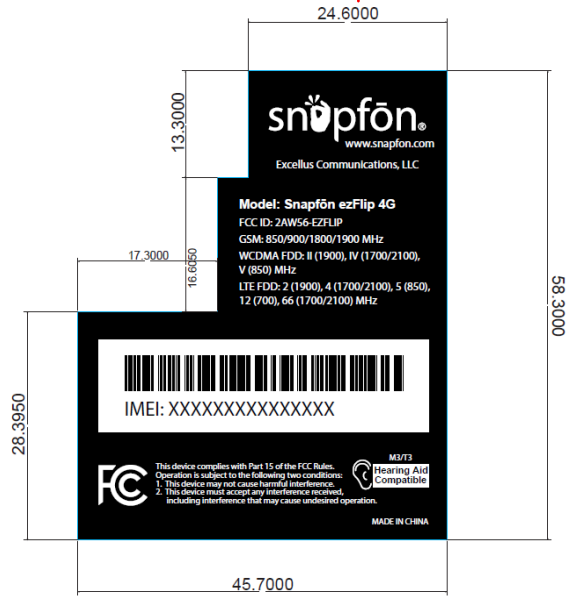 24.6000
13.3000
snapfōn®
www.snapfon.com
Excellus Communications, LLC
Model: Snapfōn ezFlip 4G
FCC ID: 2AW56-EZFLIP
GSM: 850/900/1800/1900 MHz
WCDMA FDD: II (1900), IV (1700/2100),
V (850) MHz
LTE FDD: 2 (1900), 4 (1700/2100), 5 (850),
12 (700), 66 (1700/2100) MHz
17.3000
16.6050
58.3000
28.3950
IMEI: XXXXXXXXXXXXXXX
FC
This device complies with Part 15 of the FCC Rules.
Operation is subject to the following two conditions:
1. This device may not cause harmful interference.
2. This device must accept any interference received,
including interference that may cause undesired operation.
M3/T3
Hearing Aid
Compatible
MADE IN CHINA
45.7000